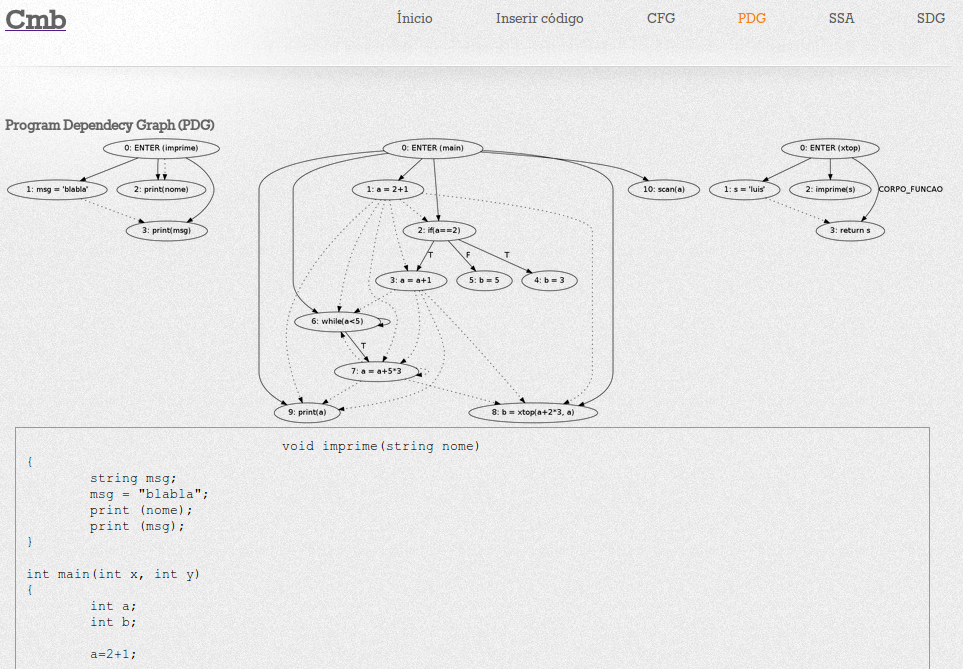 Cmb
Ínicio Inserir código CFG PDG SSA SDG
Program Dependecy Graph (PDG)
0: ENTER (imprime)
1: msg = 'blabla'
2: print(nome)
3: print(msg)
0: ENTER (main)
1: a = 2+1
10: scan(a)
2: if(a==2)
T
F
T
3: a = a+1
5: b = 5
4: b = 3
6: while(a<5)
T
7: a = a+5*3
9: print(a)
8: b = xtop(a+2*3, a)
0: ENTER (xtop)
1: s = 'luis'
2: imprime(s)
CORPO_FUNCAO
3: return s
void imprime(string nome)
{
string msg;
msg = "blabla";
print (nome);
print (msg);
}
int main(int x, int y)
{
int a;
int b;
a=2+1;